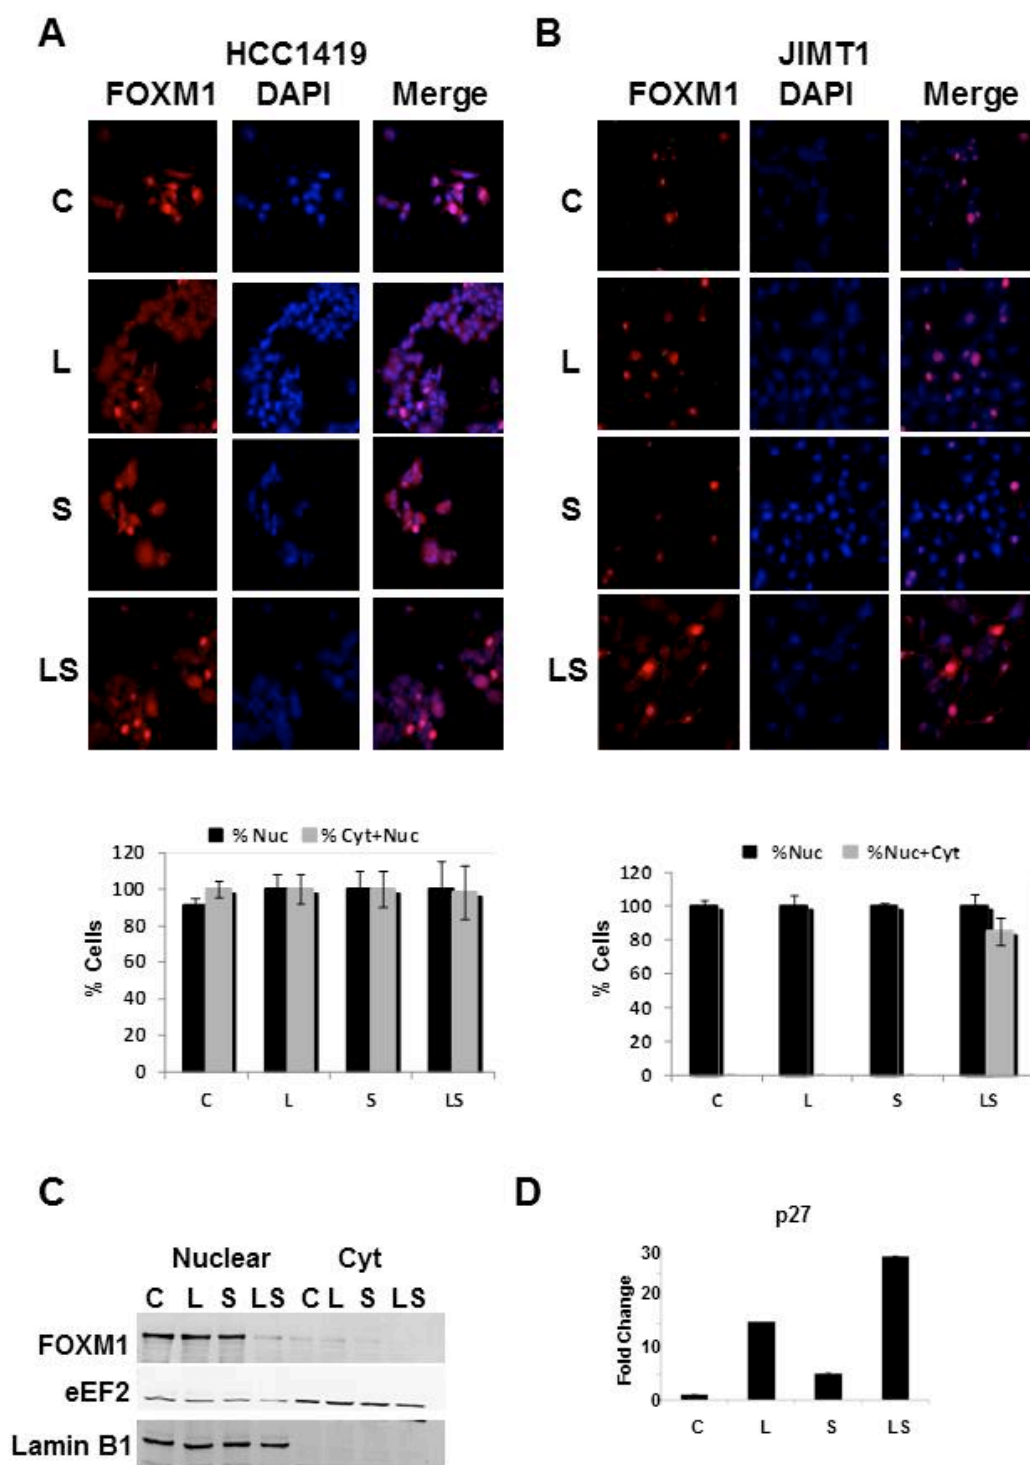 A
HCC1419
FOXM1 DAPI Merge
C
L
S
LS
% Nuc % Cyt+Nuc
120
100
80
60
40
20
0
% Cells
C L S LS
B
JIMT1
FOXM1 DAPI Merge
C
L
S
LS
%Nuc %Nuc+Cyt
120
100
80
60
40
20
0
% Cells
C L S LS
C
Nuclear Cyt
C L S LS C L S LS
FOXM1
eEF2
Lamin B1
D
p27
30
20
10
0
Fold Change
C L S LS